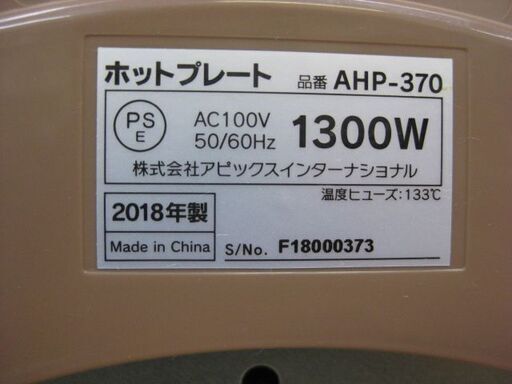 ホットプレート 品番 AHP-370
PS
E
AC100V
50/60Hz
1300W
株式会社アピックスインターナショナル
温度ヒューズ:133℃
2018年製
Made in China
S/No. F18000373